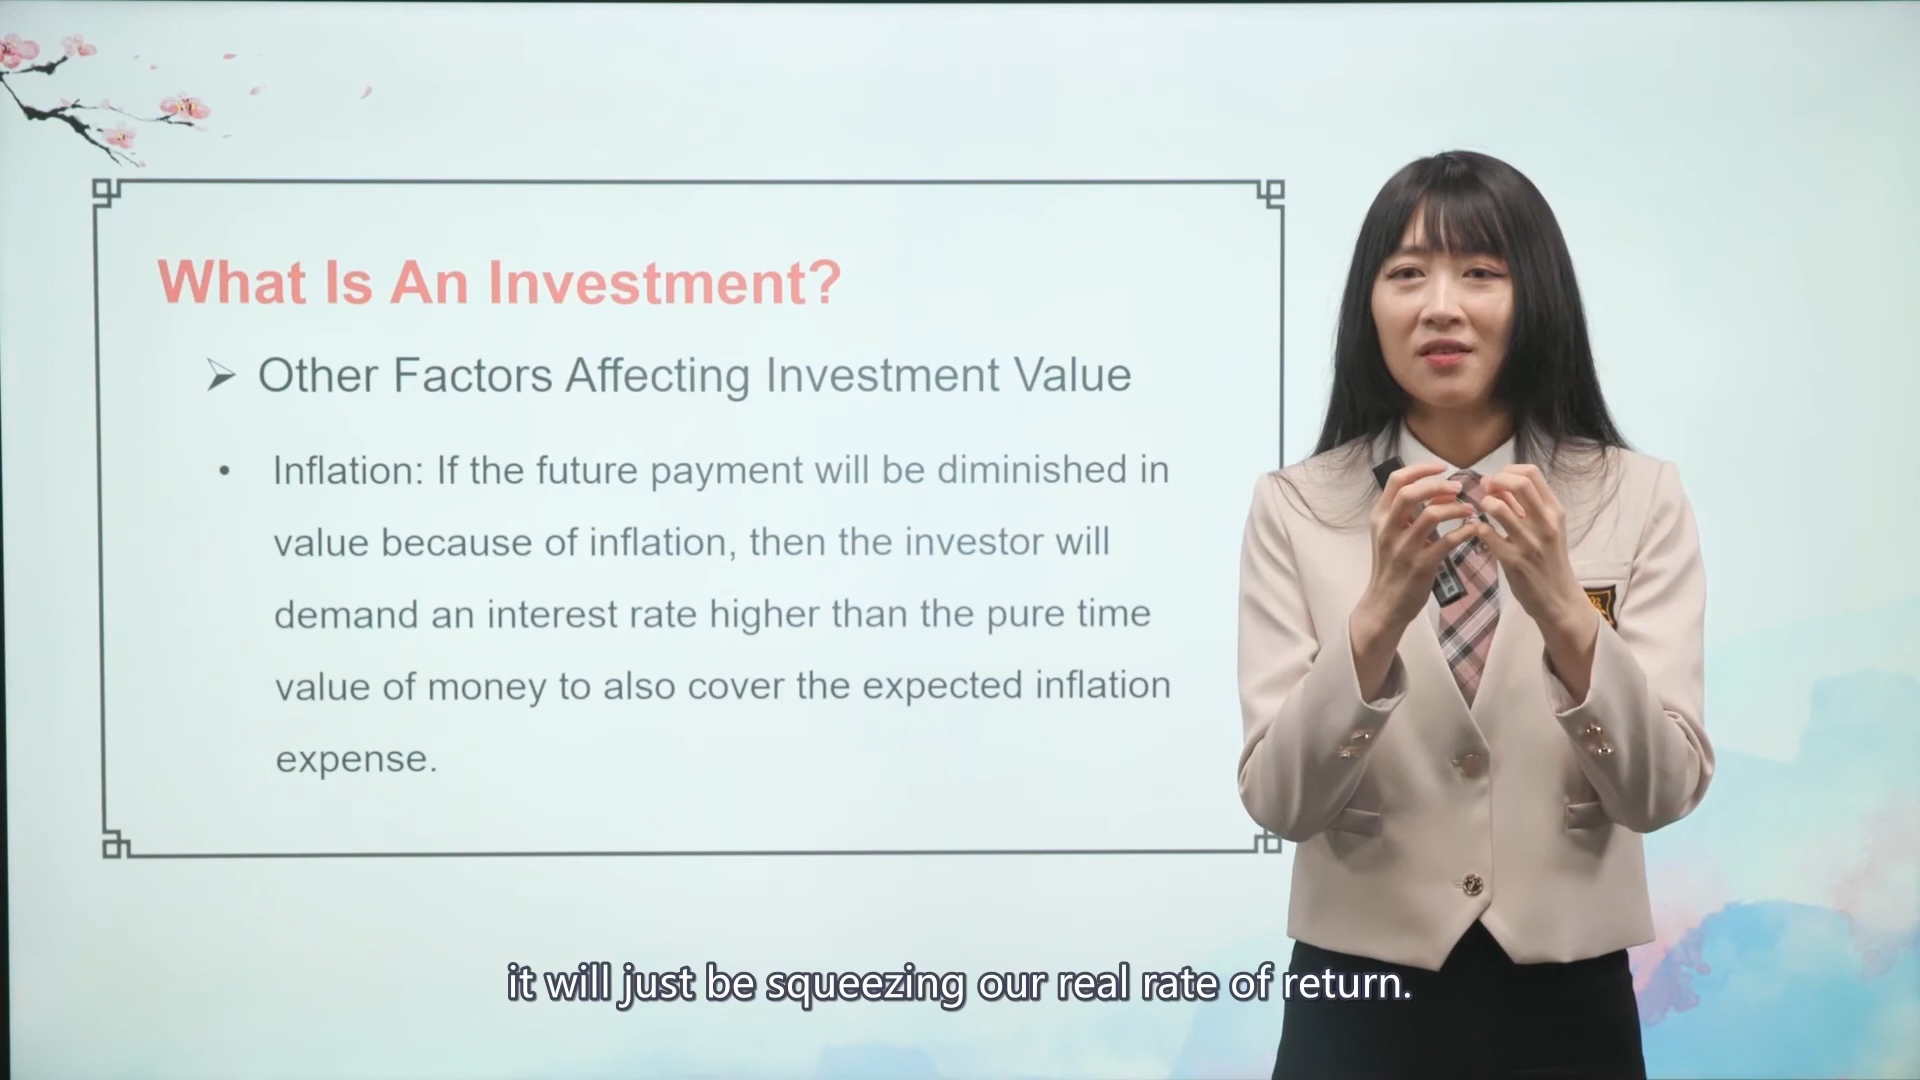 What Is An Investment?
➢ Other Factors Affecting Investment Value
• Inflation: If the future payment will be diminished in
value because of inflation, then the investor will
demand an interest rate higher than the pure time
value of money to also cover the expected inflation
expense.
it will just be squeezing our real rate of return.